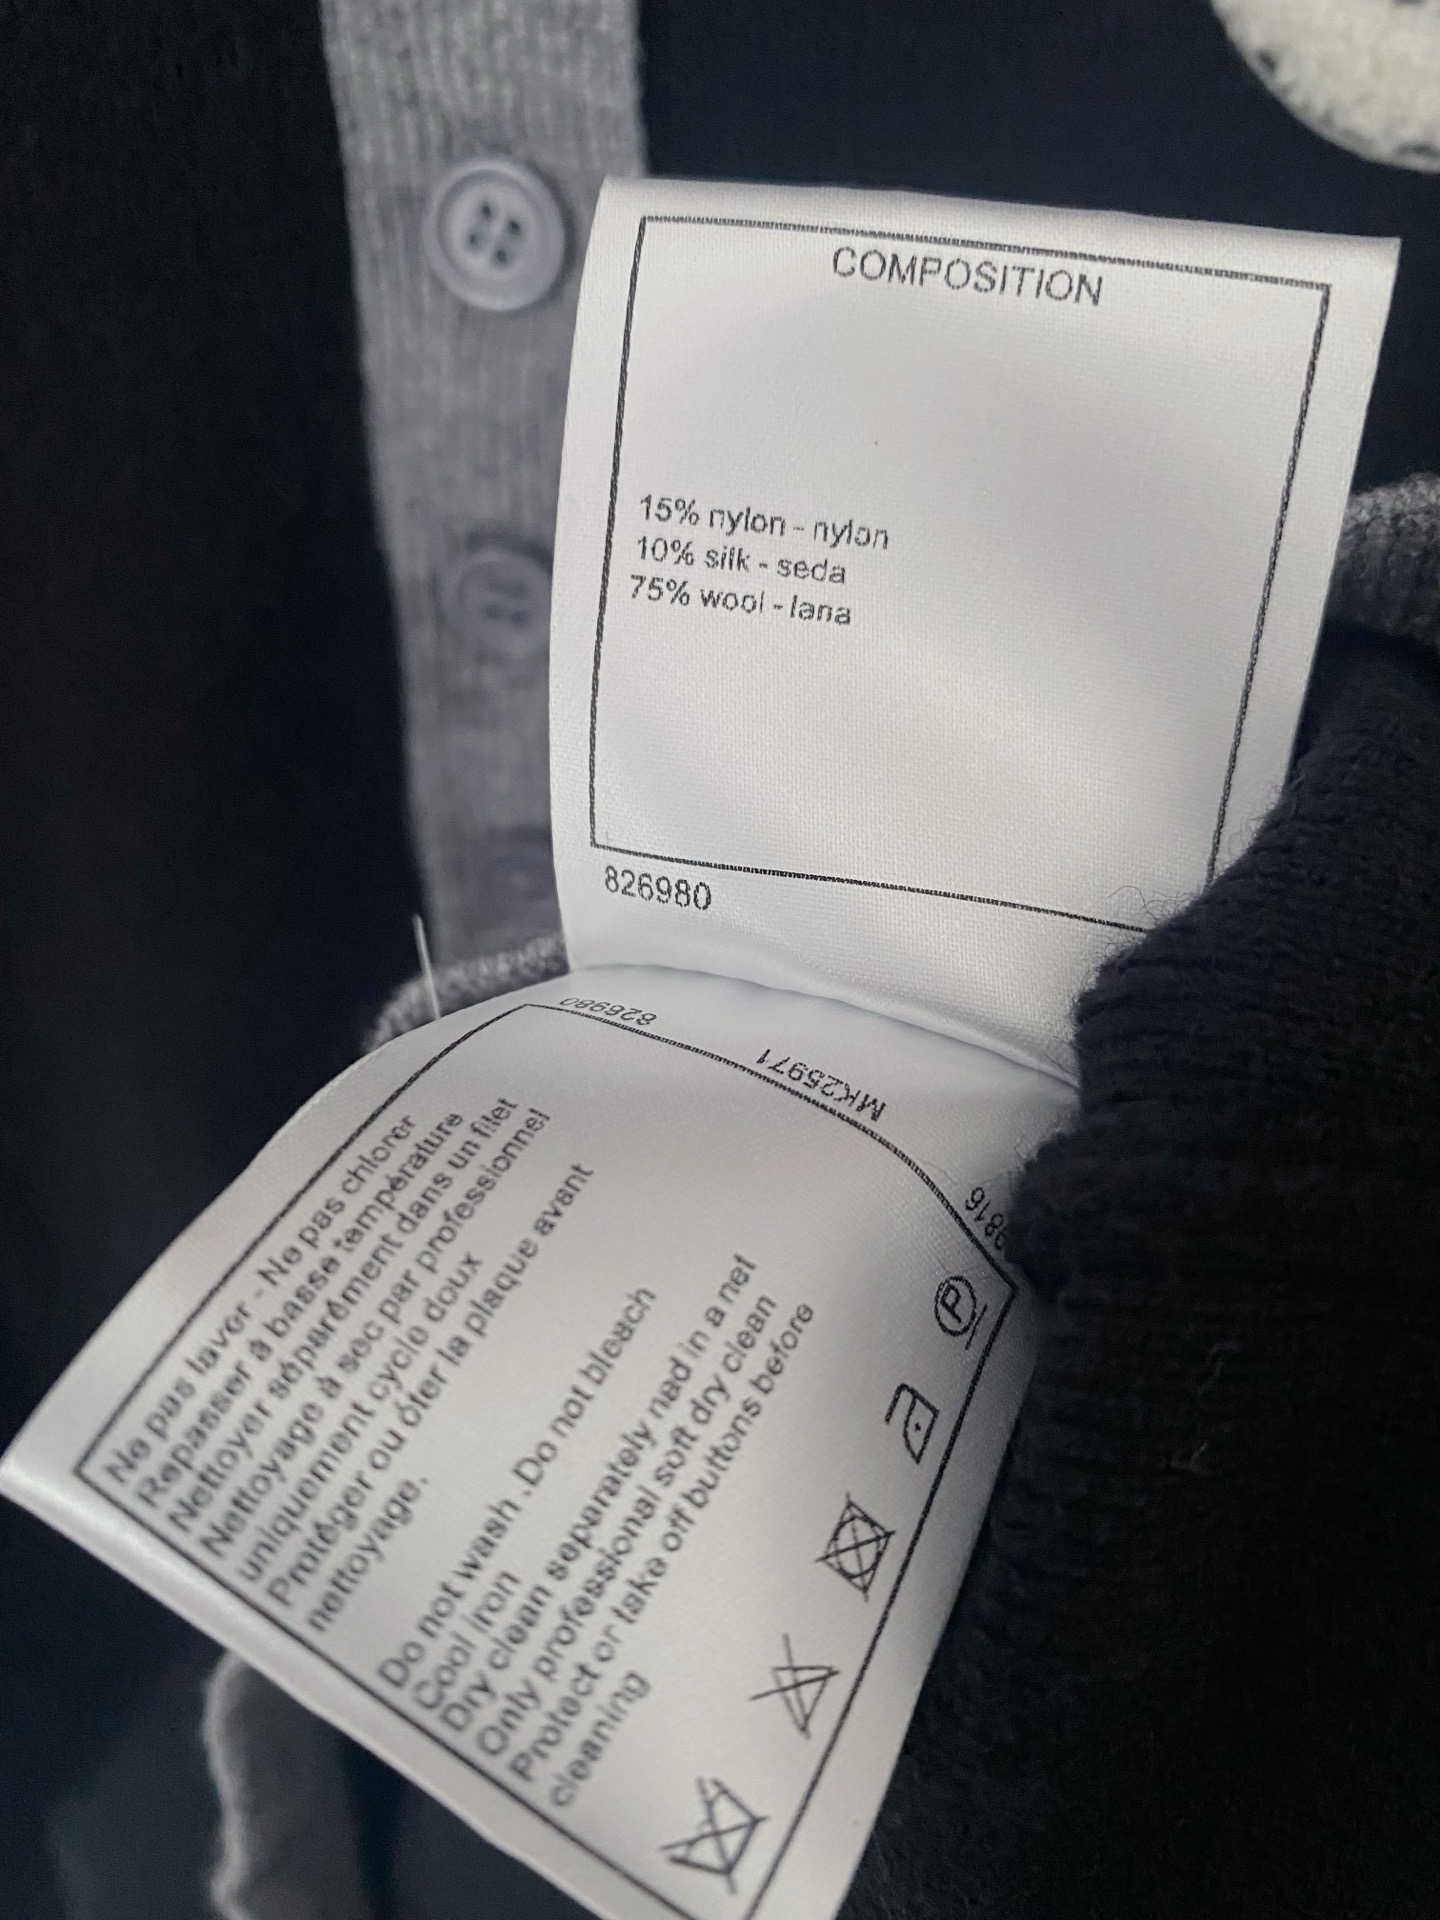 COMPOSITION
15% nylon - nylon
10% silk - seda
75% wool - lana
826980
826980
MK25971
9816
Ne pas laver - Ne pas chlorer
Repasser à basse température
Nettoyer séparément dans un filet
Nettoyage à sec par professionnel
uniquement cycle doux
Protéger ou ôter la plaque avant
nettoyage.
Do not wash .Do not bleach
Cool iron
Dry clean separately nad in a net
Only professional soft dry clean
Protect or take off buttons before
cleaning
P